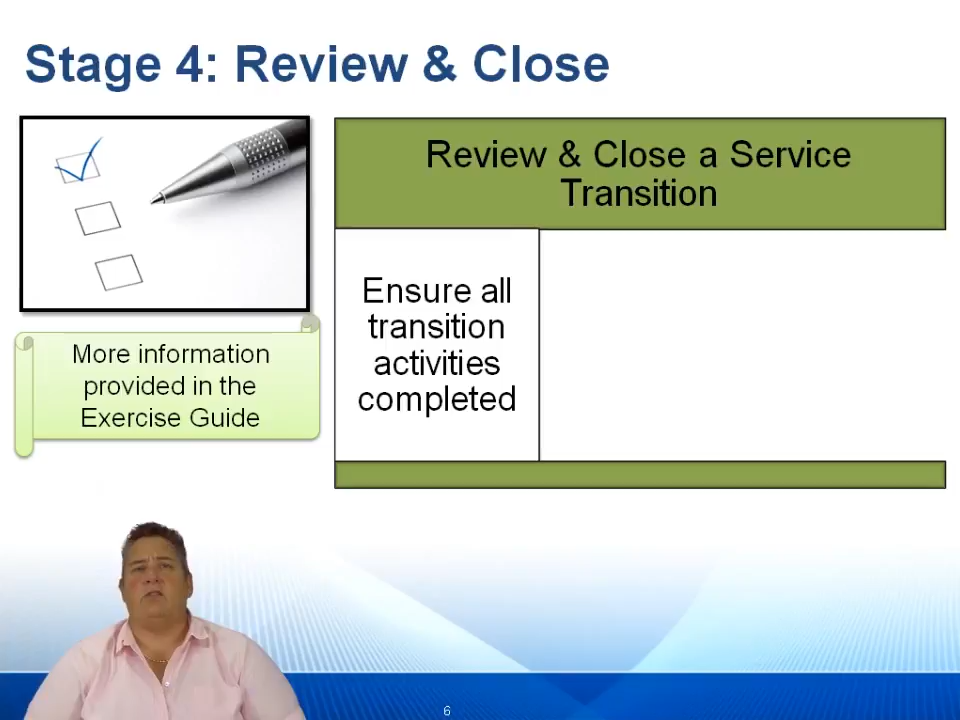 Stage 4: Review & Close
Review & Close a Service
Transition
Ensure all
transition
activities
completed
More information
provided in the
Exercise Guide
6